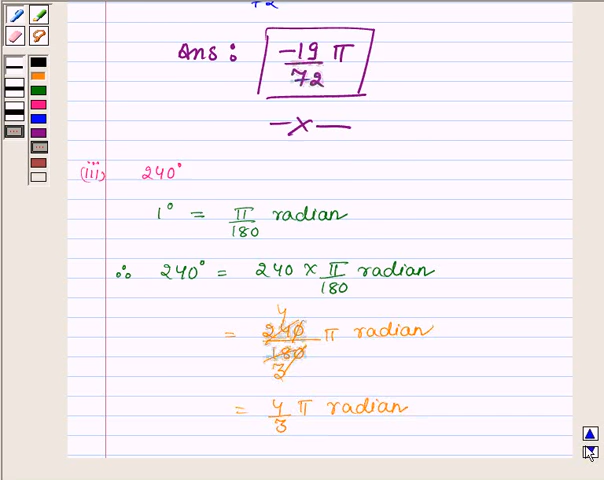 72
Ans : -19/72 π
—x—
(iii) 240°
1° = π/180 radian
∴ 240° = 240 × π/180 radian
4
= 240/180 π radian
3
= 4/3 π radian